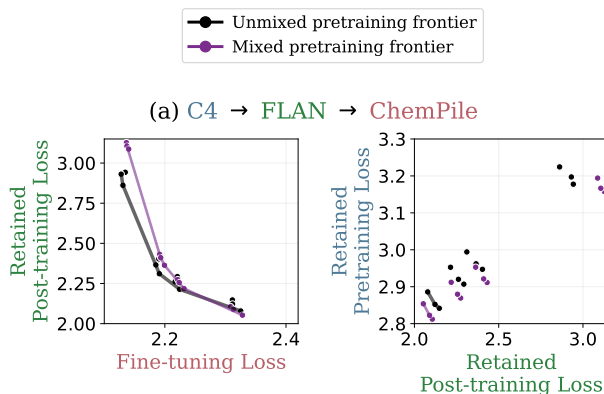 Unmixed pretraining frontier
Mixed pretraining frontier
(a) C4 → FLAN → ChemPile
Retained
Post-training Loss
3.00
2.75
2.50
2.25
2.00
2.2
2.4
Fine-tuning Loss
Retained
Pretraining Loss
3.3
3.2
3.1
3.0
2.9
2.8
2.0
2.5
3.0
Retained
Post-training Loss